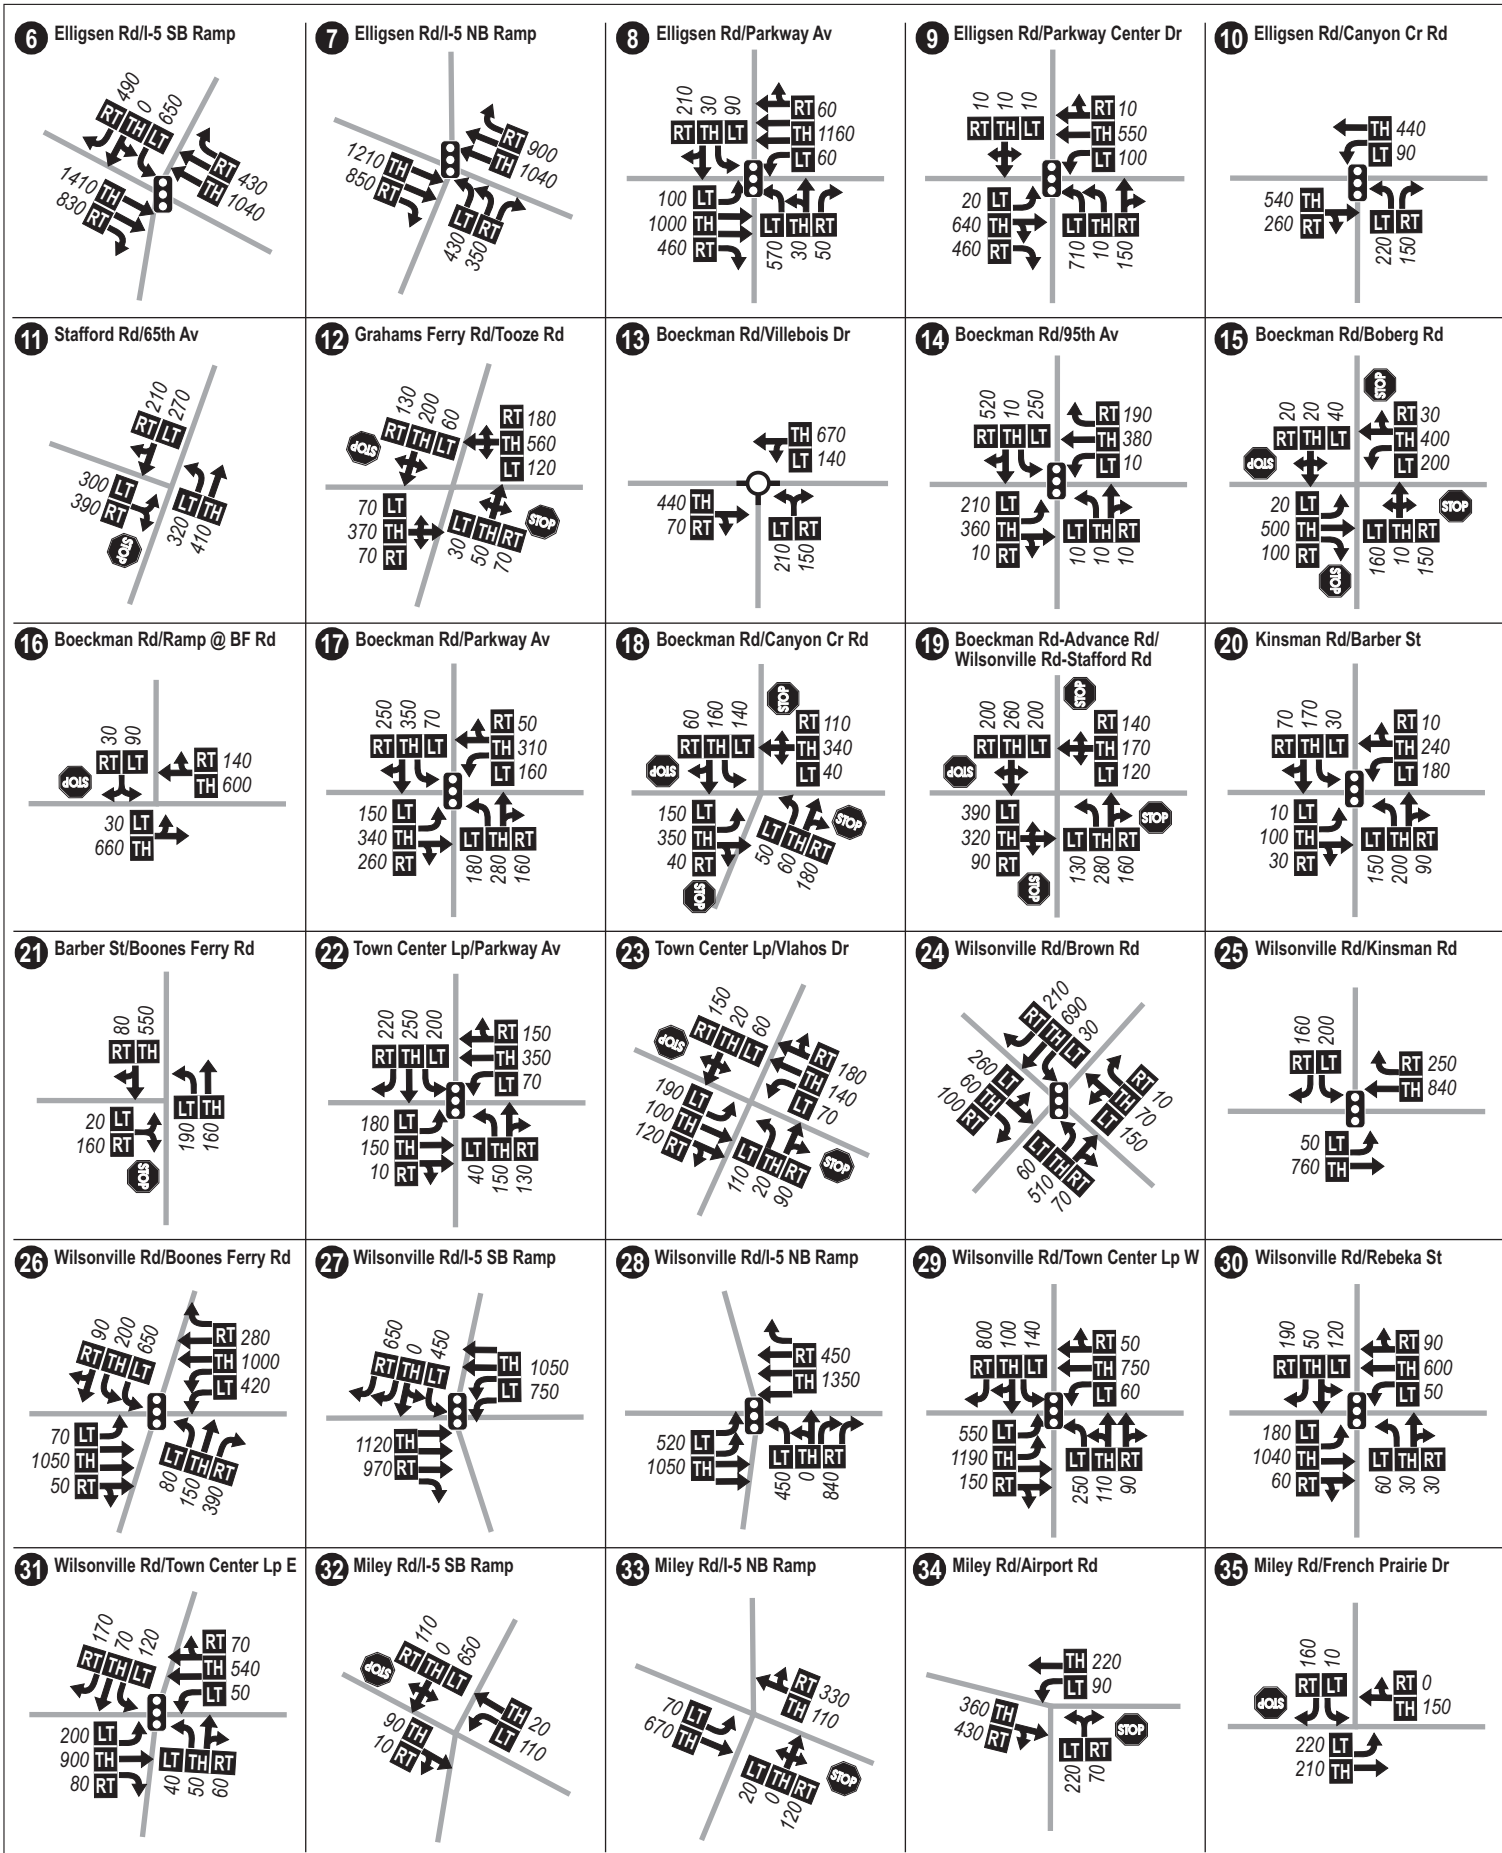 6 Elligsen Rd/I-5 SB Ramp
RT TH LT
490 0 650
RT 430
TH 1040
1410 TH
830 RT
7 Elligsen Rd/I-5 NB Ramp
RT 900
TH 1040
1210 TH
850 RT
LT RT
430 350
8 Elligsen Rd/Parkway Av
210 30 90
RT TH LT
RT 60
TH 1160
LT 60
100 LT
1000 TH
460 RT
LT TH RT
570 30 50
9 Elligsen Rd/Parkway Center Dr
10 10 10
RT TH LT
RT 10
TH 550
LT 100
20 LT
640 TH
460 RT
LT TH RT
710 10 150
10 Elligsen Rd/Canyon Cr Rd
TH 440
LT 90
540 TH
260 RT
LT RT
220 150
11 Stafford Rd/65th Av
210 270
RT LT
300 LT
390 RT
STOP
LT TH
320 410
12 Grahams Ferry Rd/Tooze Rd
130 200 60
RT TH LT
STOP
RT 180
TH 560
LT 120
70 LT
370 TH
70 RT
LT TH RT
30 50 70
STOP
13 Boeckman Rd/Villebois Dr
TH 670
LT 140
440 TH
70 RT
LT RT
210 150
14 Boeckman Rd/95th Av
520 10 250
RT TH LT
RT 190
TH 380
LT 10
210 LT
360 TH
10 RT
LT TH RT
10 10 10
15 Boeckman Rd/Boberg Rd
STOP
20 20 40
RT TH LT
STOP
RT 30
TH 400
LT 200
20 LT
500 TH
100 RT
STOP
LT TH RT
160 10 150
STOP
16 Boeckman Rd/Ramp @ BF Rd
30 90
RT LT
STOP
RT 140
TH 600
30 LT
660 TH
17 Boeckman Rd/Parkway Av
250 350 70
RT TH LT
RT 50
TH 310
LT 160
150 LT
340 TH
260 RT
LT TH RT
180 280 160
18 Boeckman Rd/Canyon Cr Rd
STOP
60 160 140
RT TH LT
STOP
RT 110
TH 340
LT 40
150 LT
350 TH
40 RT
STOP
LT TH RT
50 60 180
STOP
19 Boeckman Rd-Advance Rd/
Wilsonville Rd-Stafford Rd
STOP
200 260 200
RT TH LT
STOP
RT 140
TH 170
LT 120
390 LT
320 TH
90 RT
STOP
LT TH RT
130 280 160
STOP
20 Kinsman Rd/Barber St
70 170 30
RT TH LT
RT 10
TH 240
LT 180
10 LT
100 TH
30 RT
LT TH RT
150 200 90
21 Barber St/Boones Ferry Rd
80 550
RT TH
20 LT
160 RT
STOP
LT TH
190 160
22 Town Center Lp/Parkway Av
220 250 200
RT TH LT
RT 150
TH 350
LT 70
180 LT
150 TH
10 RT
LT TH RT
40 150 130
23 Town Center Lp/Vlahos Dr
150 20 60
RT TH LT
STOP
RT 180
TH 140
LT 70
190 LT
100 TH
120 RT
LT TH RT
110 20 90
STOP
24 Wilsonville Rd/Brown Rd
210 690 30
RT TH LT
RT 10
TH 70
LT 150
260 LT
60 TH
100 RT
LT TH RT
60 510 70
25 Wilsonville Rd/Kinsman Rd
160 200
RT LT
RT 250
TH 840
50 LT
760 TH
26 Wilsonville Rd/Boones Ferry Rd
90 200 650
RT TH LT
RT 280
TH 1000
LT 420
70 LT
1050 TH
50 RT
LT TH RT
80 150 390
27 Wilsonville Rd/I-5 SB Ramp
650 0 450
RT TH LT
TH 1050
LT 750
1120 TH
970 RT
28 Wilsonville Rd/I-5 NB Ramp
RT 450
TH 1350
520 LT
1050 TH
LT TH RT
450 0 840
29 Wilsonville Rd/Town Center Lp W
800 100 140
RT TH LT
RT 50
TH 750
LT 60
550 LT
1190 TH
150 RT
LT TH RT
250 110 90
30 Wilsonville Rd/Rebeka St
190 50 120
RT TH LT
RT 90
TH 600
LT 50
180 LT
1040 TH
60 RT
LT TH RT
60 30 30
31 Wilsonville Rd/Town Center Lp E
170 70 120
RT TH LT
RT 70
TH 540
LT 50
200 LT
900 TH
80 RT
LT TH RT
40 50 60
32 Miley Rd/I-5 SB Ramp
110 0 650
RT TH LT
STOP
TH 20
LT 110
90 TH
10 RT
33 Miley Rd/I-5 NB Ramp
RT 330
TH 110
70 LT
670 TH
LT TH RT
20 0 120
STOP
34 Miley Rd/Airport Rd
TH 220
LT 90
360 TH
430 RT
LT RT
220 70
STOP
35 Miley Rd/French Prairie Dr
160 10
RT LT
STOP
RT 0
TH 150
220 LT
210 TH